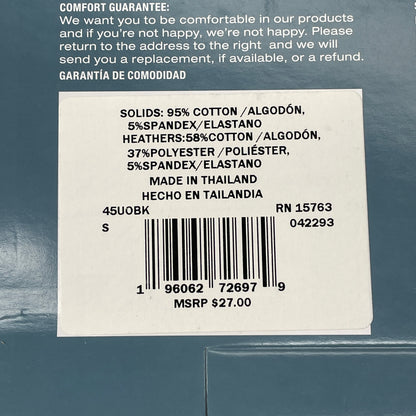 COMFORT GUARANTEE:
We want you to be comfortable in our products
and if you're not happy, we're not happy. Please
return to the address to the right and we will
send you a replacement, if available, or a refund.
GARANTÍA DE COMODIDAD
SOLIDS: 95% COTTON /ALGODÓN,
5%SPANDEX/ELASTANO
HEATHERS:58%COTTON /ALGODÓN,
37%POLYESTER /POLIÉSTER,
5%SPANDEX/ELASTANO
MADE IN THAILAND
HECHO EN TAILANDIA
45UOBK RN 15763
S 042293
1 96062 72697 9
MSRP $27.00